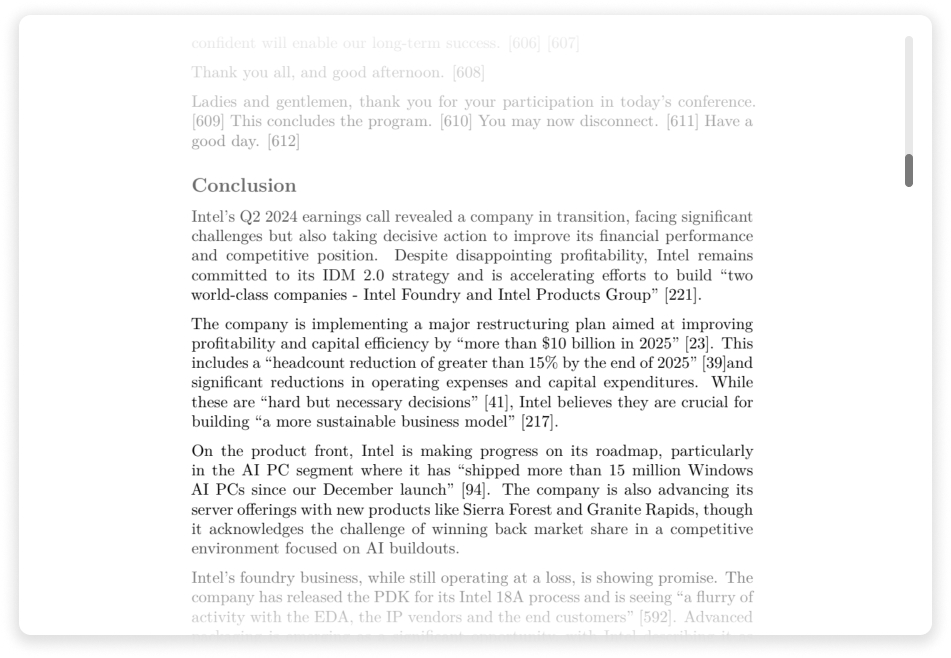 confident will enable our long-term success. [606] [607]
Thank you all, and good afternoon. [608]
Ladies and gentlemen, thank you for your participation in today's conference.
[609] This concludes the program. [610] You may now disconnect. [611] Have a
good day. [612]
Conclusion
Intel's Q2 2024 earnings call revealed a company in transition, facing significant
challenges but also taking decisive action to improve its financial performance
and competitive position. Despite disappointing profitability, Intel remains
committed to its IDM 2.0 strategy and is accelerating efforts to build “two
world-class companies - Intel Foundry and Intel Products Group” [221].
The company is implementing a major restructuring plan aimed at improving
profitability and capital efficiency by “more than $10 billion in 2025” [23]. This
includes a “headcount reduction of greater than 15% by the end of 2025” [39]and
significant reductions in operating expenses and capital expenditures. While
these are “hard but necessary decisions” [41], Intel believes they are crucial for
building “a more sustainable business model” [217].
On the product front, Intel is making progress on its roadmap, particularly
in the AI PC segment where it has “shipped more than 15 million Windows
AI PCs since our December launch” [94]. The company is also advancing its
server offerings with new products like Sierra Forest and Granite Rapids, though
it acknowledges the challenge of winning back market share in a competitive
environment focused on AI buildouts.
Intel's foundry business, while still operating at a loss, is showing promise. The
company has released the PDK for its Intel 18A process and is seeing “a flurry of
activity with the EDA, the IP vendors and the end customers” [592]. Advanced